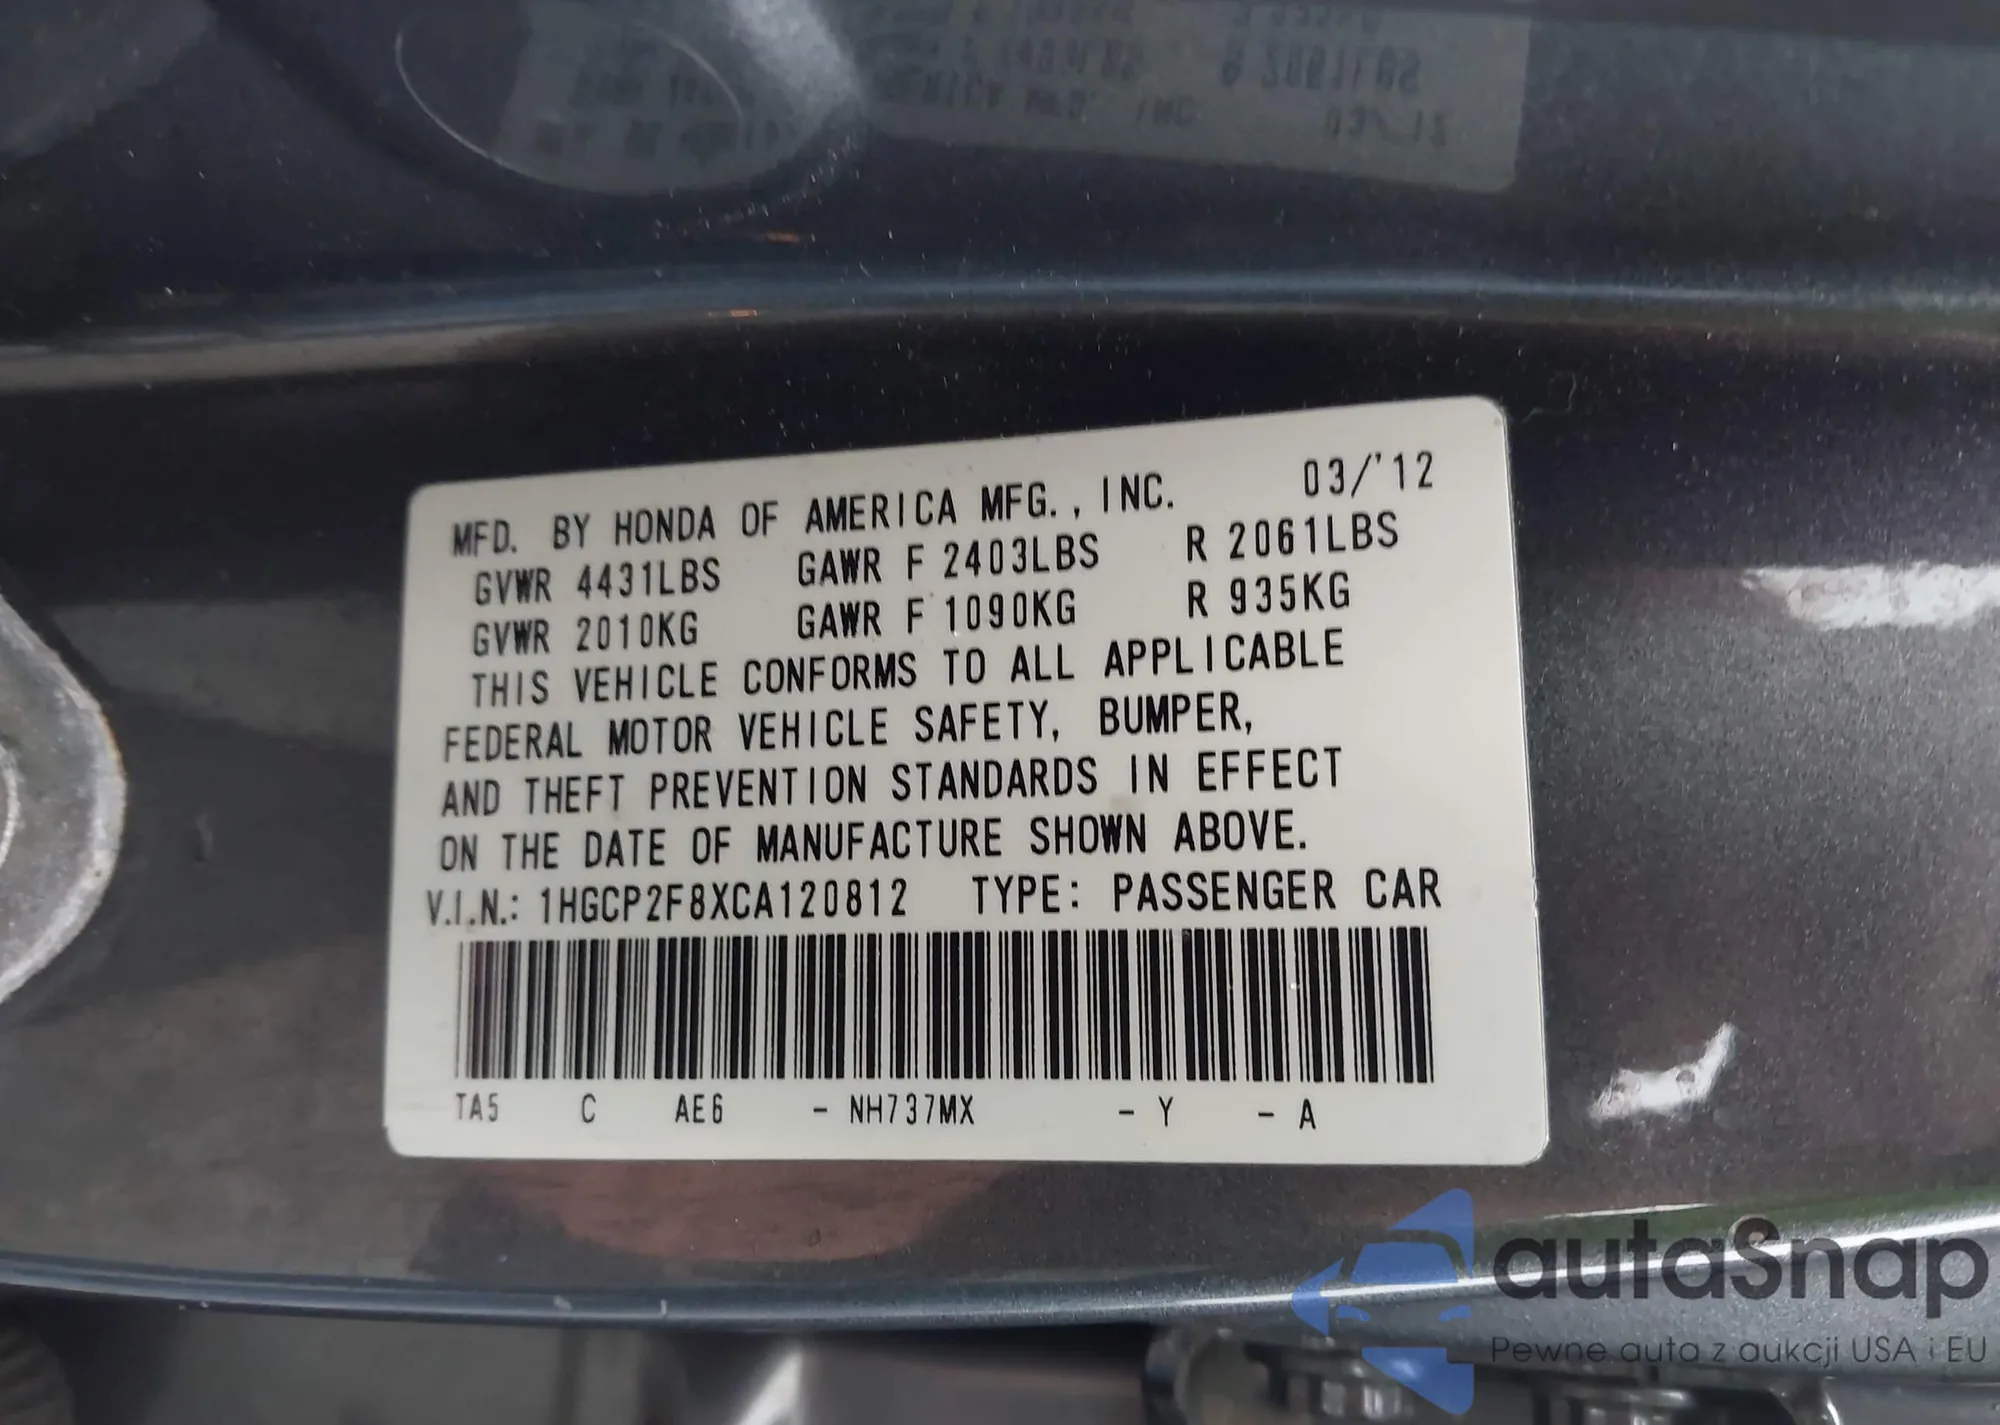 MFD. BY HONDA OF AMERICA MFG., INC. 03/'12
GVWR 4431LBS GAWR F 2403LBS R 2061LBS
GVWR 2010KG GAWR F 1090KG R 935KG
THIS VEHICLE CONFORMS TO ALL APPLICABLE
FEDERAL MOTOR VEHICLE SAFETY, BUMPER,
AND THEFT PREVENTION STANDARDS IN EFFECT
ON THE DATE OF MANUFACTURE SHOWN ABOVE.
V.I.N.: 1HGCP2F8XCA120812 TYPE: PASSENGER CAR
TA5 C AE6 - NH737MX - Y - A
autaSnap
Pewne auta z aukcji USA i EU